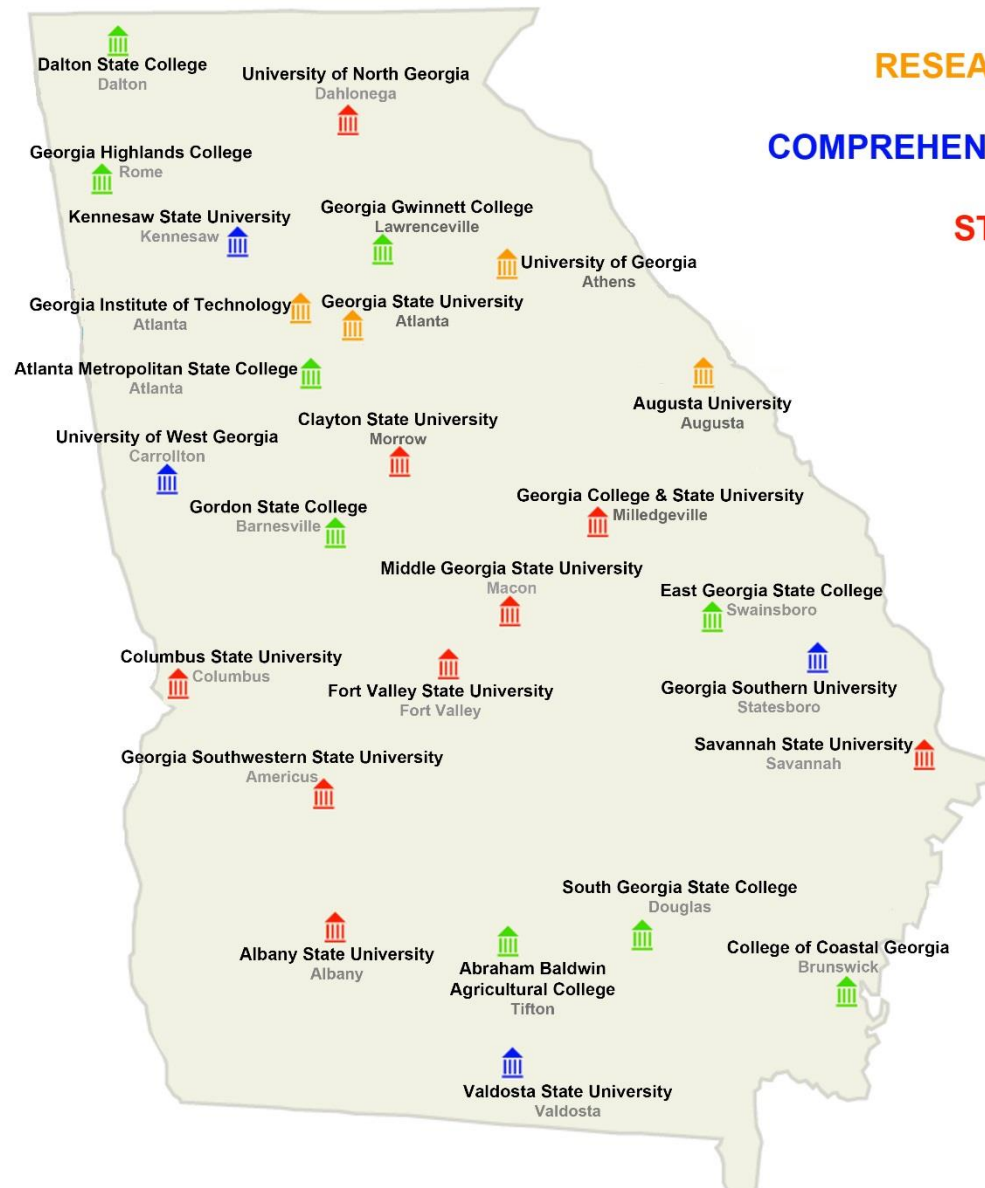 RESEA
COMPREHEN
ST
Dalton State College
Dalton
University of North Georgia
Dahlonega
Georgia Highlands College
Rome
Kennesaw State University
Kennesaw
Georgia Gwinnett College
Lawrenceville
University of Georgia
Athens
Georgia Institute of Technology
Atlanta
Georgia State University
Atlanta
Atlanta Metropolitan State College
Atlanta
Augusta University
Augusta
Clayton State University
Morrow
University of West Georgia
Carrollton
Gordon State College
Barnesville
Georgia College & State University
Milledgeville
Middle Georgia State University
Macon
East Georgia State College
Swainsboro
Columbus State University
Columbus
Fort Valley State University
Fort Valley
Georgia Southern University
Statesboro
Savannah State University
Savannah
Georgia Southwestern State University
Americus
South Georgia State College
Douglas
Albany State University
Albany
Abraham Baldwin
Agricultural College
Tifton
College of Coastal Georgia
Brunswick
Valdosta State University
Valdosta